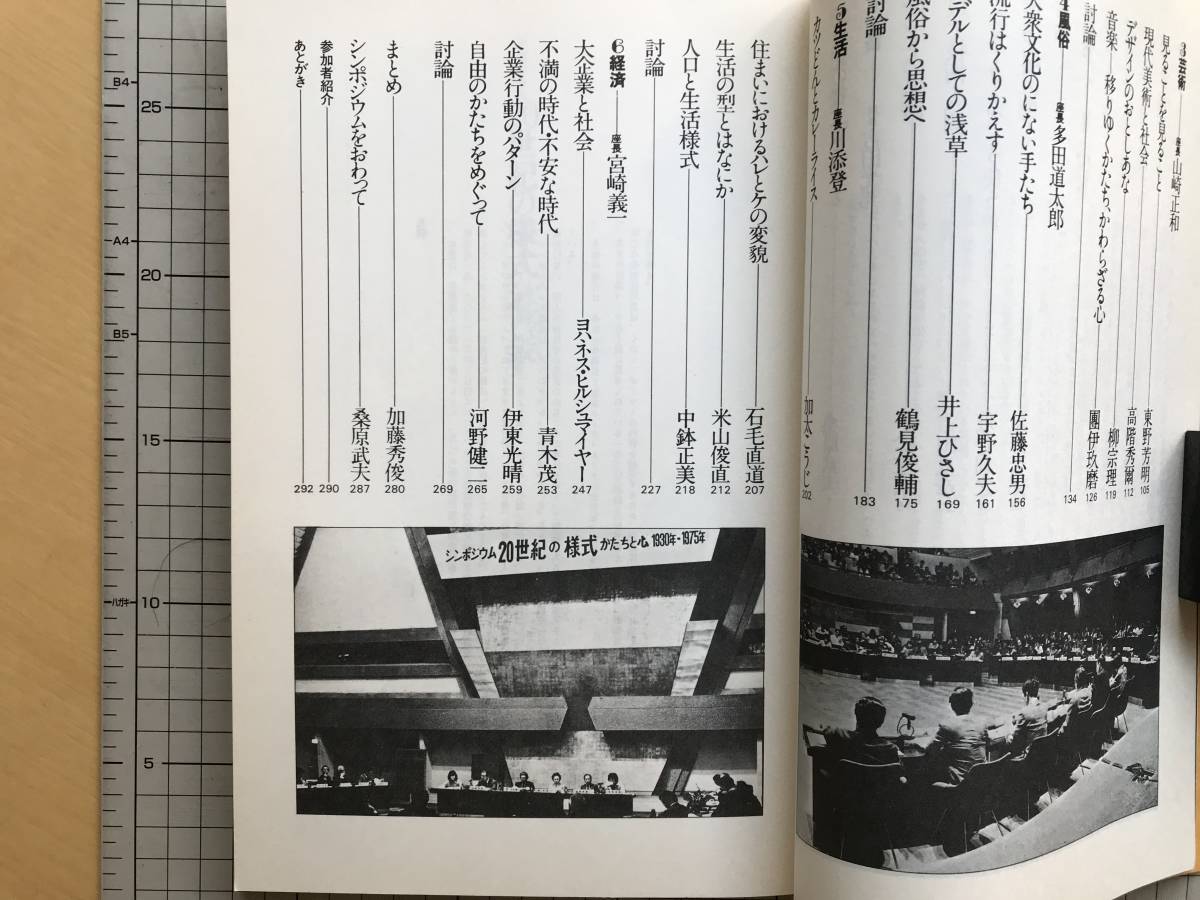 3芸術 座長 山崎正和
見ることを見ること 東野芳明 105
現代美術と社会 高階秀爾 112
デザインのおとしあな 柳宗理 119
音楽 移りゆくかたち、かわらざる心 團伊玖磨 126
討論 134
4風俗 座長 多田道太郎
大衆文化のにない手たち 佐藤忠男 156
流行はくりかえす 宇野久夫 161
デルとしての浅草 井上ひさし 169
風俗から思想へ 鶴見俊輔 175
討論 183
5生活 座長 川添登
カツどんとカレーライス 加太こうじ 202
住まいにおけるハレとケの変貌 石毛直道 207
生活の型とはなにか 米山俊直 212
人口と生活様式 中鉢正美 218
討論 227
6経済 座長 宮崎義一
大企業と社会 ヨハネス・ヒルシュマイヤー 247
不満の時代・不安な時代 青木茂 253
企業行動のパターン 伊東光晴 259
自由のかたちをめぐって 河野健二 265
討論 269
まとめ 加藤秀俊 280
シンポジウムをおわって 桑原武夫 287
参加者紹介 290
あとがき 292
シンポジウム 20世紀の様式 かたちと心 1930年-1975年
B4
25
A4
20
B5
15
ハガキ
10
5